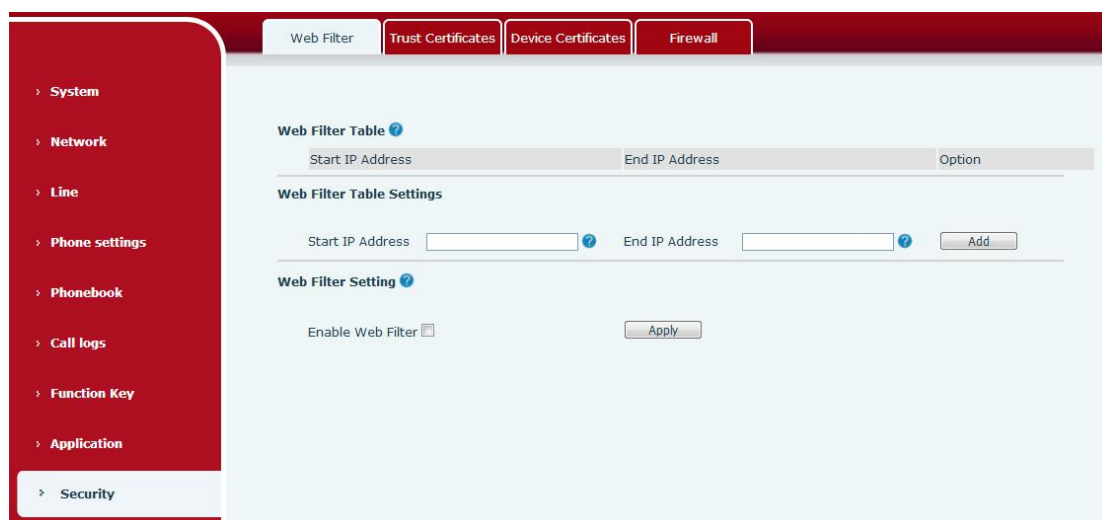 Web Filter Trust Certificates Device Certificates Firewall
System
Network
Line
Phone settings
Phonebook
Call logs
Function Key
Application
Security
Web Filter Table ?
Start IP Address End IP Address Option
Web Filter Table Settings
Start IP Address ? End IP Address ? Add
Web Filter Setting ?
Enable Web Filter Apply